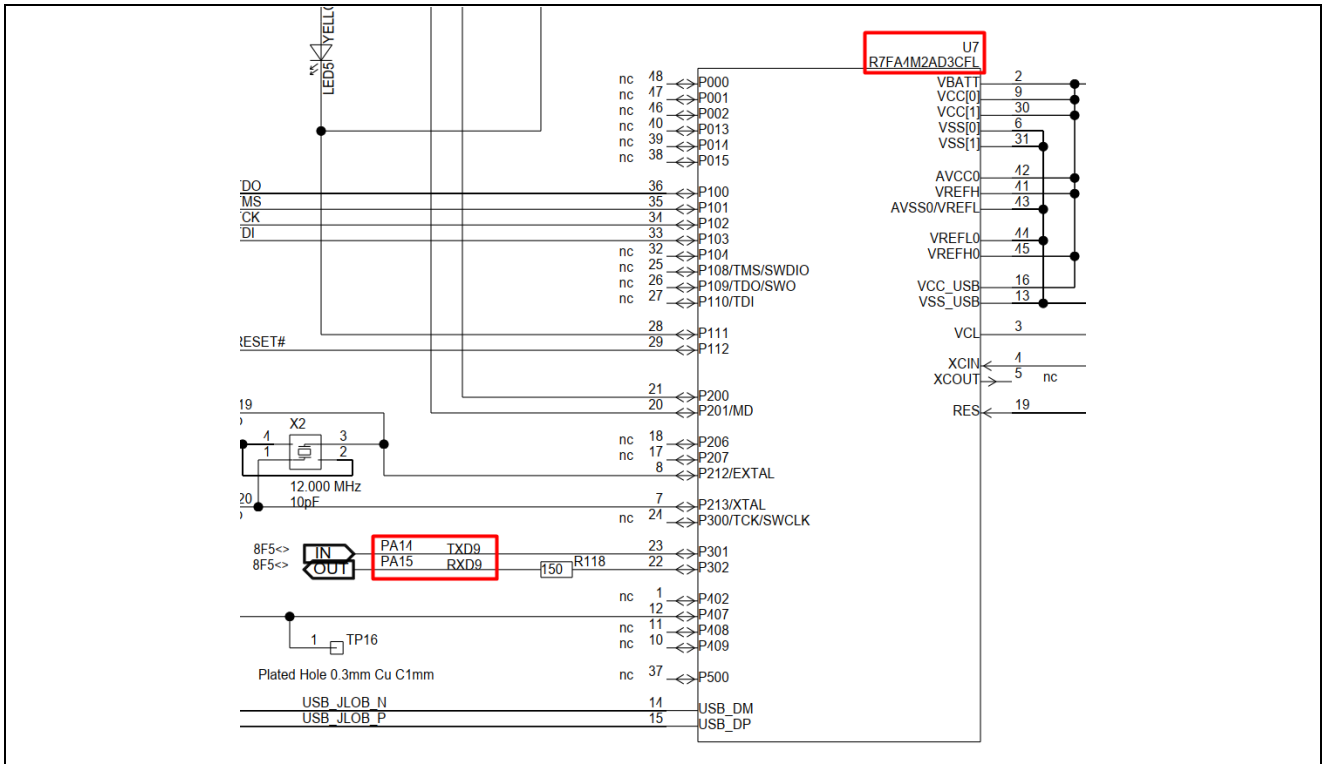 YELL
LED5
U7
R7FA4M2AD3CFL
nc 48 P000
nc 47 P001
nc 46 P002
nc 40 P013
nc 39 P014
nc 38 P015
DO 36 P100
MS 35 P101
CK 34 P102
DI 33 P103
nc 32 P104
nc 25 P108/TMS/SWDIO
nc 26 P109/TDO/SWO
nc 27 P110/TDI
28 P111
RESET# 29 P112
21 P200
20 P201/MD
nc 18 P206
nc 17 P207
8 P212/EXTAL
7 P213/XTAL
nc 24 P300/TCK/SWCLK
23 P301
22 P302
nc 1 P402
12 P407
nc 11 P408
nc 10 P409
nc 37 P500
14 USB_DM
15 USB_DP
VBATT 2
VCC[0] 9
VCC[1] 30
VSS[0] 6
VSS[1] 31
AVCC0 42
VREFH 41
AVSS0/VREFL 43
VREFL0 44
VREFH0 45
VCC_USB 16
VSS_USB 13
VCL 3
XCIN 4
XCOUT 5 nc
RES 19
19
X2
4 3
1 2
12.000 MHz
10pF
20
8F5<> IN PA14 TXD9
8F5<> OUT PA15 RXD9 150 R118
1 TP16
Plated Hole 0.3mm Cu C1mm
USB_JLOB_N
USB_JLOB_P